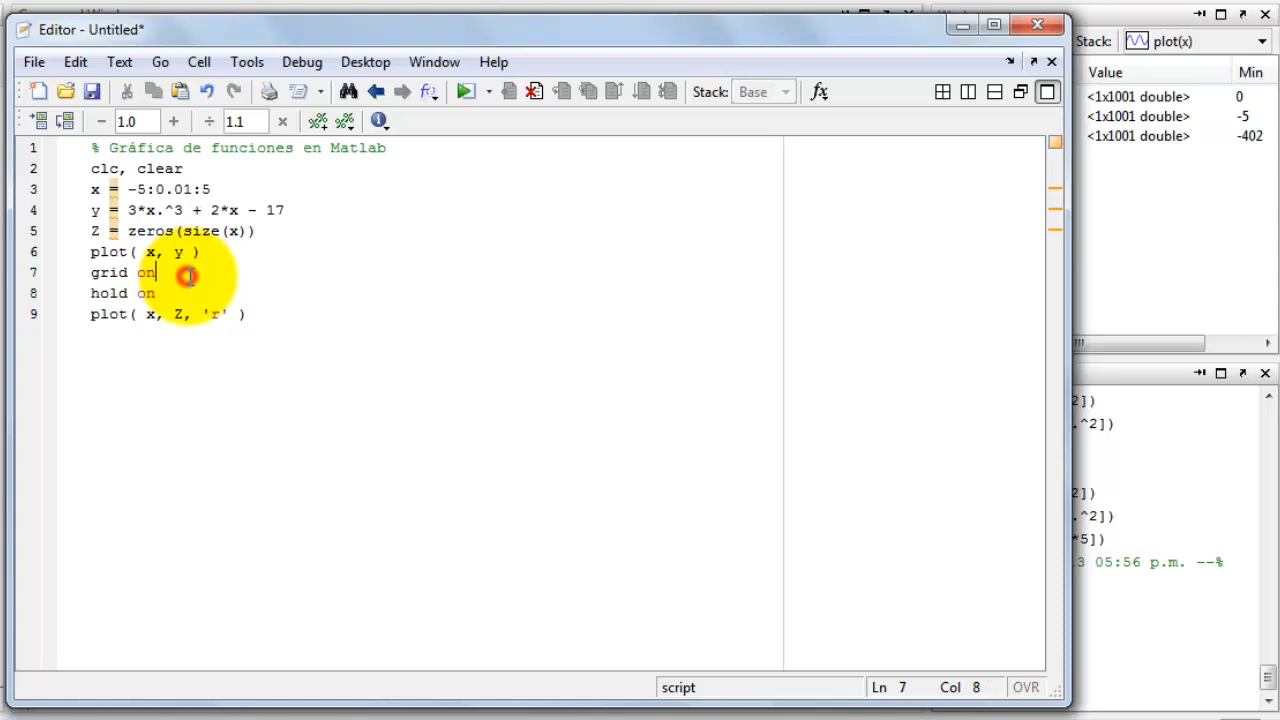 Editor - Untitled*
File Edit Text Go Cell Tools Debug Desktop Window Help
Stack: Base fx
1.0 1.1
1 % Gráfica de funciones en Matlab
2 clc, clear
3 x = -5:0.01:5
4 y = 3*x.^3 + 2*x - 17
5 Z = zeros(size(x))
6 plot( x, y )
7 grid on
8 hold on
9 plot( x, Z, 'r' )
script Ln 7 Col 8 OVR
Stack: plot(x)
Value Min
<1x1001 double> 0
<1x1001 double> -5
<1x1001 double> -402
2])
.^2])
2])
.^2])
*5])
13 05:56 p.m. --%